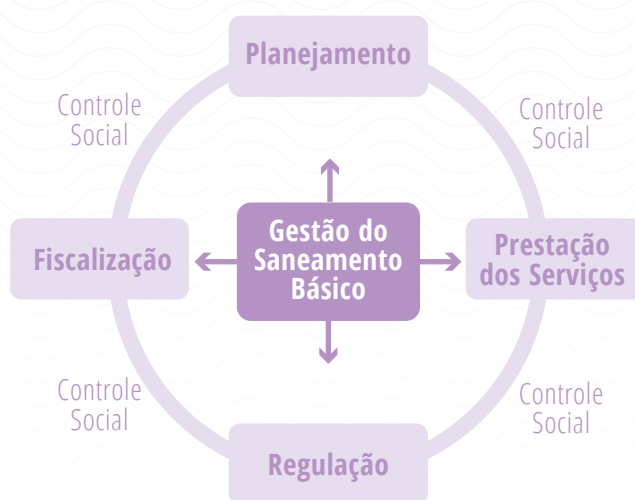 Planejamento
Controle
Social
Controle
Social
Fiscalização
Gestão do
Saneamento
Básico
Prestação
dos Serviços
Controle
Social
Controle
Social
Regulação